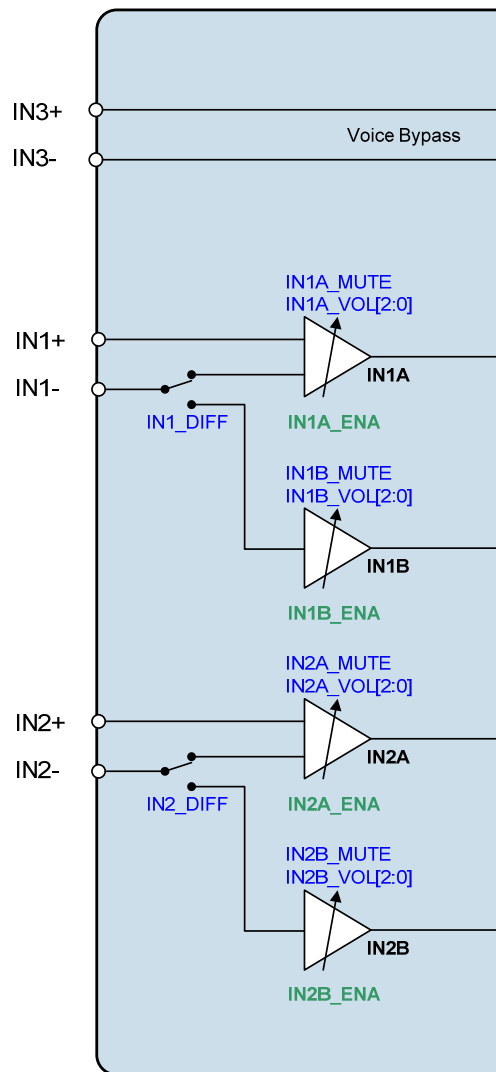 IN3+
Voice Bypass
IN3-
IN1A_MUTE
IN1A_VOL[2:0]
IN1+
IN1A
IN1-
IN1_DIFF
IN1A_ENA
IN1B_MUTE
IN1B_VOL[2:0]
IN1B
IN1B_ENA
IN2A_MUTE
IN2A_VOL[2:0]
IN2+
IN2A
IN2-
IN2_DIFF
IN2A_ENA
IN2B_MUTE
IN2B_VOL[2:0]
IN2B
IN2B_ENA